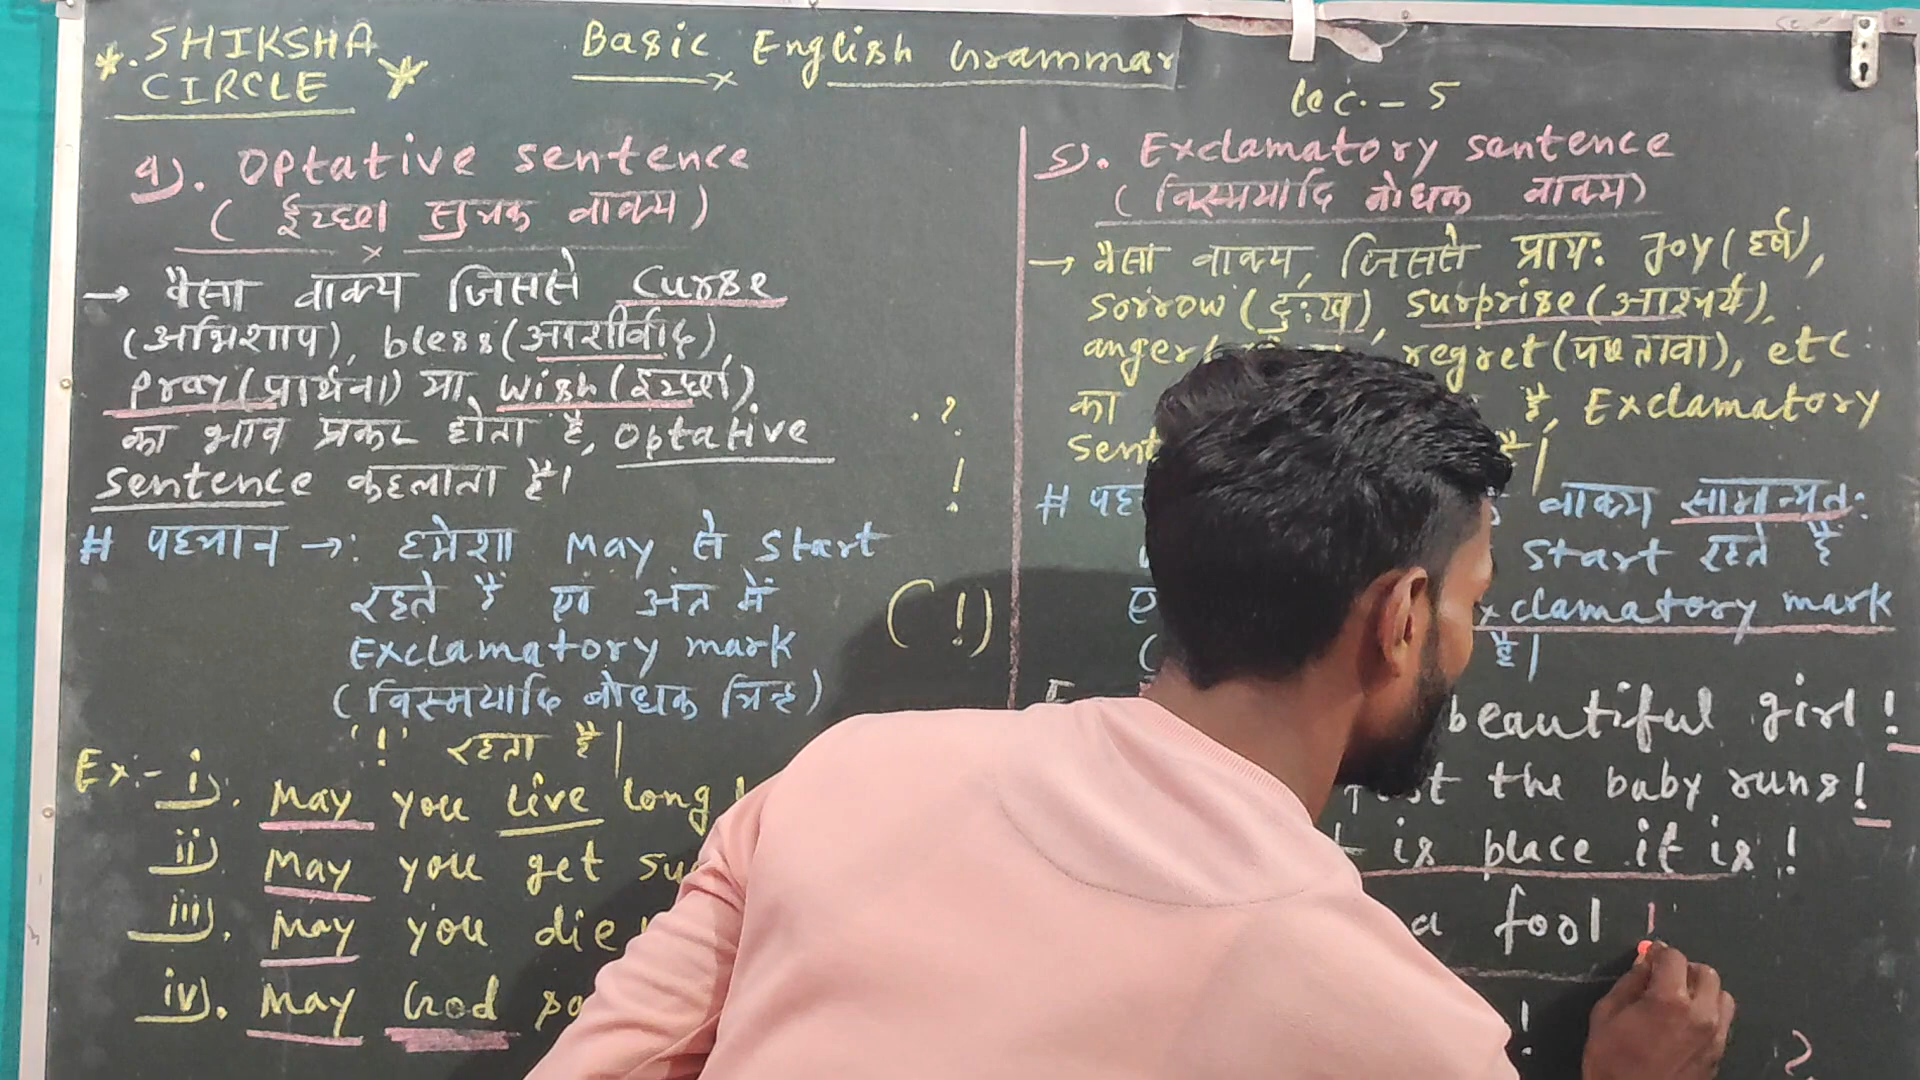 SHIKSHA
CIRCLE
Basic English Grammar
Lec. - 5
4). Optative sentence
( ईच्छा सुचक वाक्य )
→ वैसा वाक्य जिससे Curse
(अभिशाप), bless (आशीर्वाद),
Pray (प्रार्थना) या wish (ईच्छा)
का भाव प्रकट होता है, Optative
sentence कहलाता है।
# पहचान →: हमेशा May से start
रहते हैं एवं अंत में
Exclamatory mark
(विस्मयादि बोधक चिन्ह)
'!' रहता है|
Ex:- i). May you live long
ii). May you get
iii). May you die
iv). May God
. ?
!
(!)
5). Exclamatory sentence
(विस्मयादि बोधक वाक्य)
→ वैसा वाक्य, जिससे प्राय: Joy (हर्ष),
sorrow (दुःख), surprise (आश्चर्य),
anger regret (पछतावा), etc
का है, Exclamatory
# वाक्य सामान्यत:
start रहते हैं
Exclamatory mark
है|
beautiful girl !
the baby runs !
is place it is !
a fool !
!
?